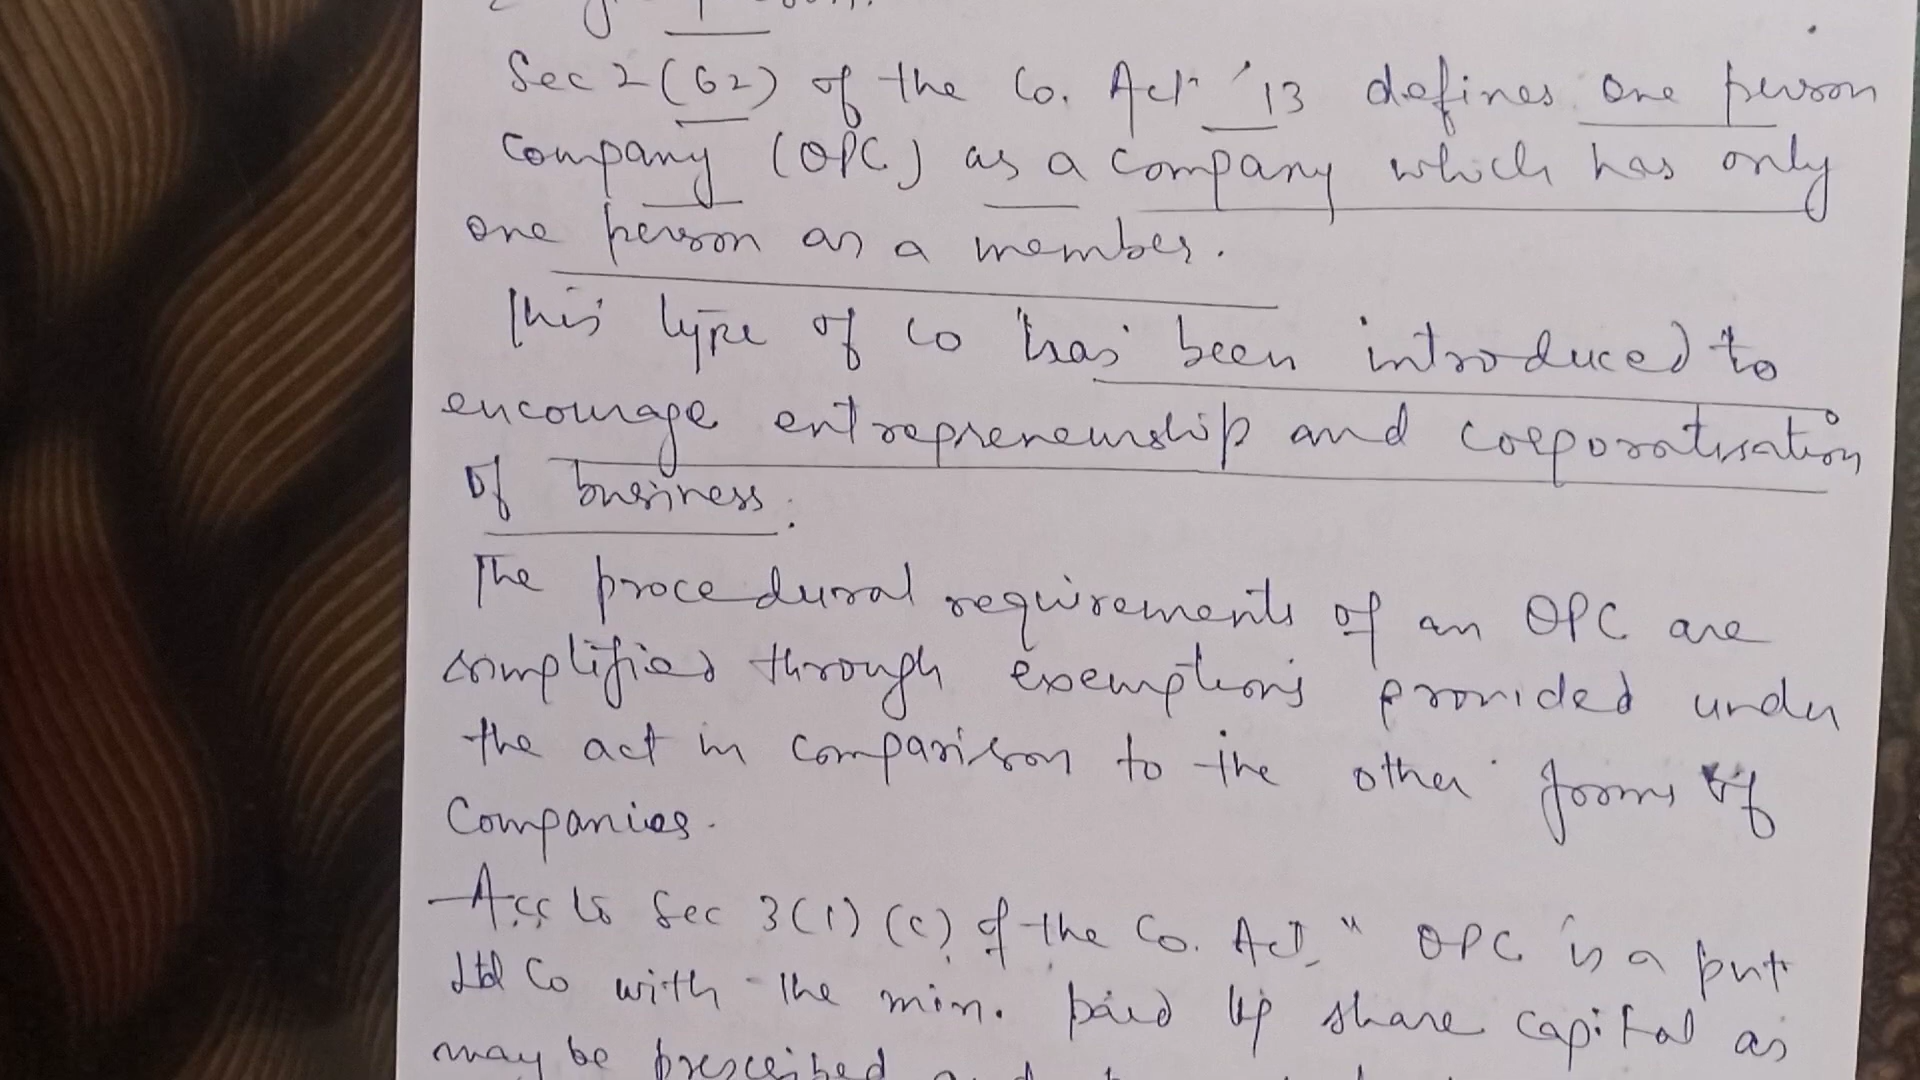 Sec 2 (62) of the Co. Act '13 defines one person
Company (OPC) as a company which has only
one person as a member.
This type of co has been introduced to
encourage entrepreneurship and corporatisation
of business.
The procedural requirements of an OPC are
simplified through exemptions provided under
the act in comparison to the other forms of
Companies.
Acc to Sec 3(1) (c) of the Co. Act, " OPC is a pvt
Ltd Co with the min. paid up share capital as
may be prescribed and